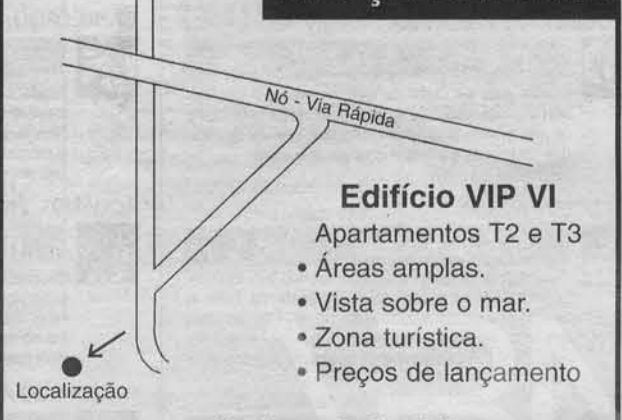 Nó - Via Rápida
Edifício VIP VI
Apartamentos T2 e T3
• Áreas amplas.
• Vista sobre o mar.
• Zona turística.
• Preços de lançamento
Localização